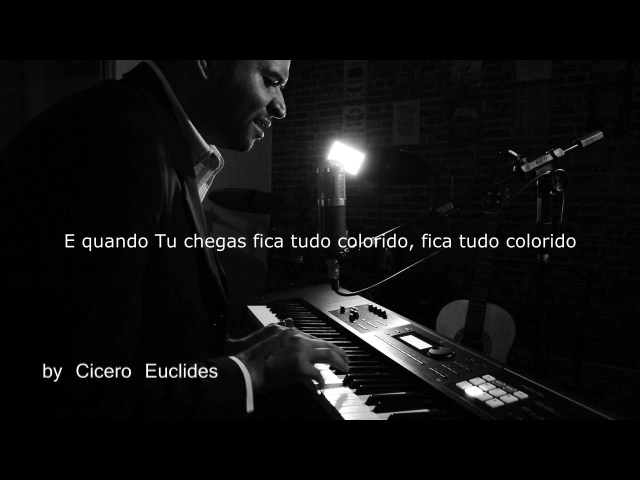 E quando Tu chegas fica tudo colorido, fica tudo colorido
by Cicero Euclides